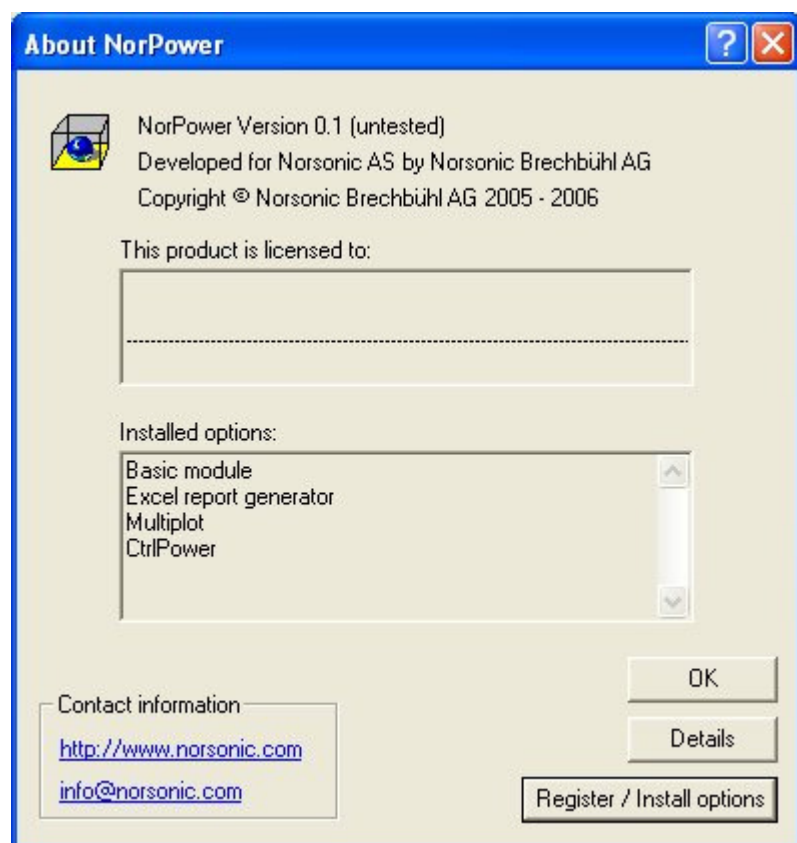 About NorPower
NorPower Version 0.1 (untested)
Developed for Norsonic AS by Norsonic Brechbühl AG
Copyright © Norsonic Brechbühl AG 2005 - 2006
This product is licensed to:
Installed options:
Basic module
Excel report generator
Multiplot
CtrlPower
OK
Contact information
Details
http://www.norsonic.com
info@norsonic.com
Register / Install options